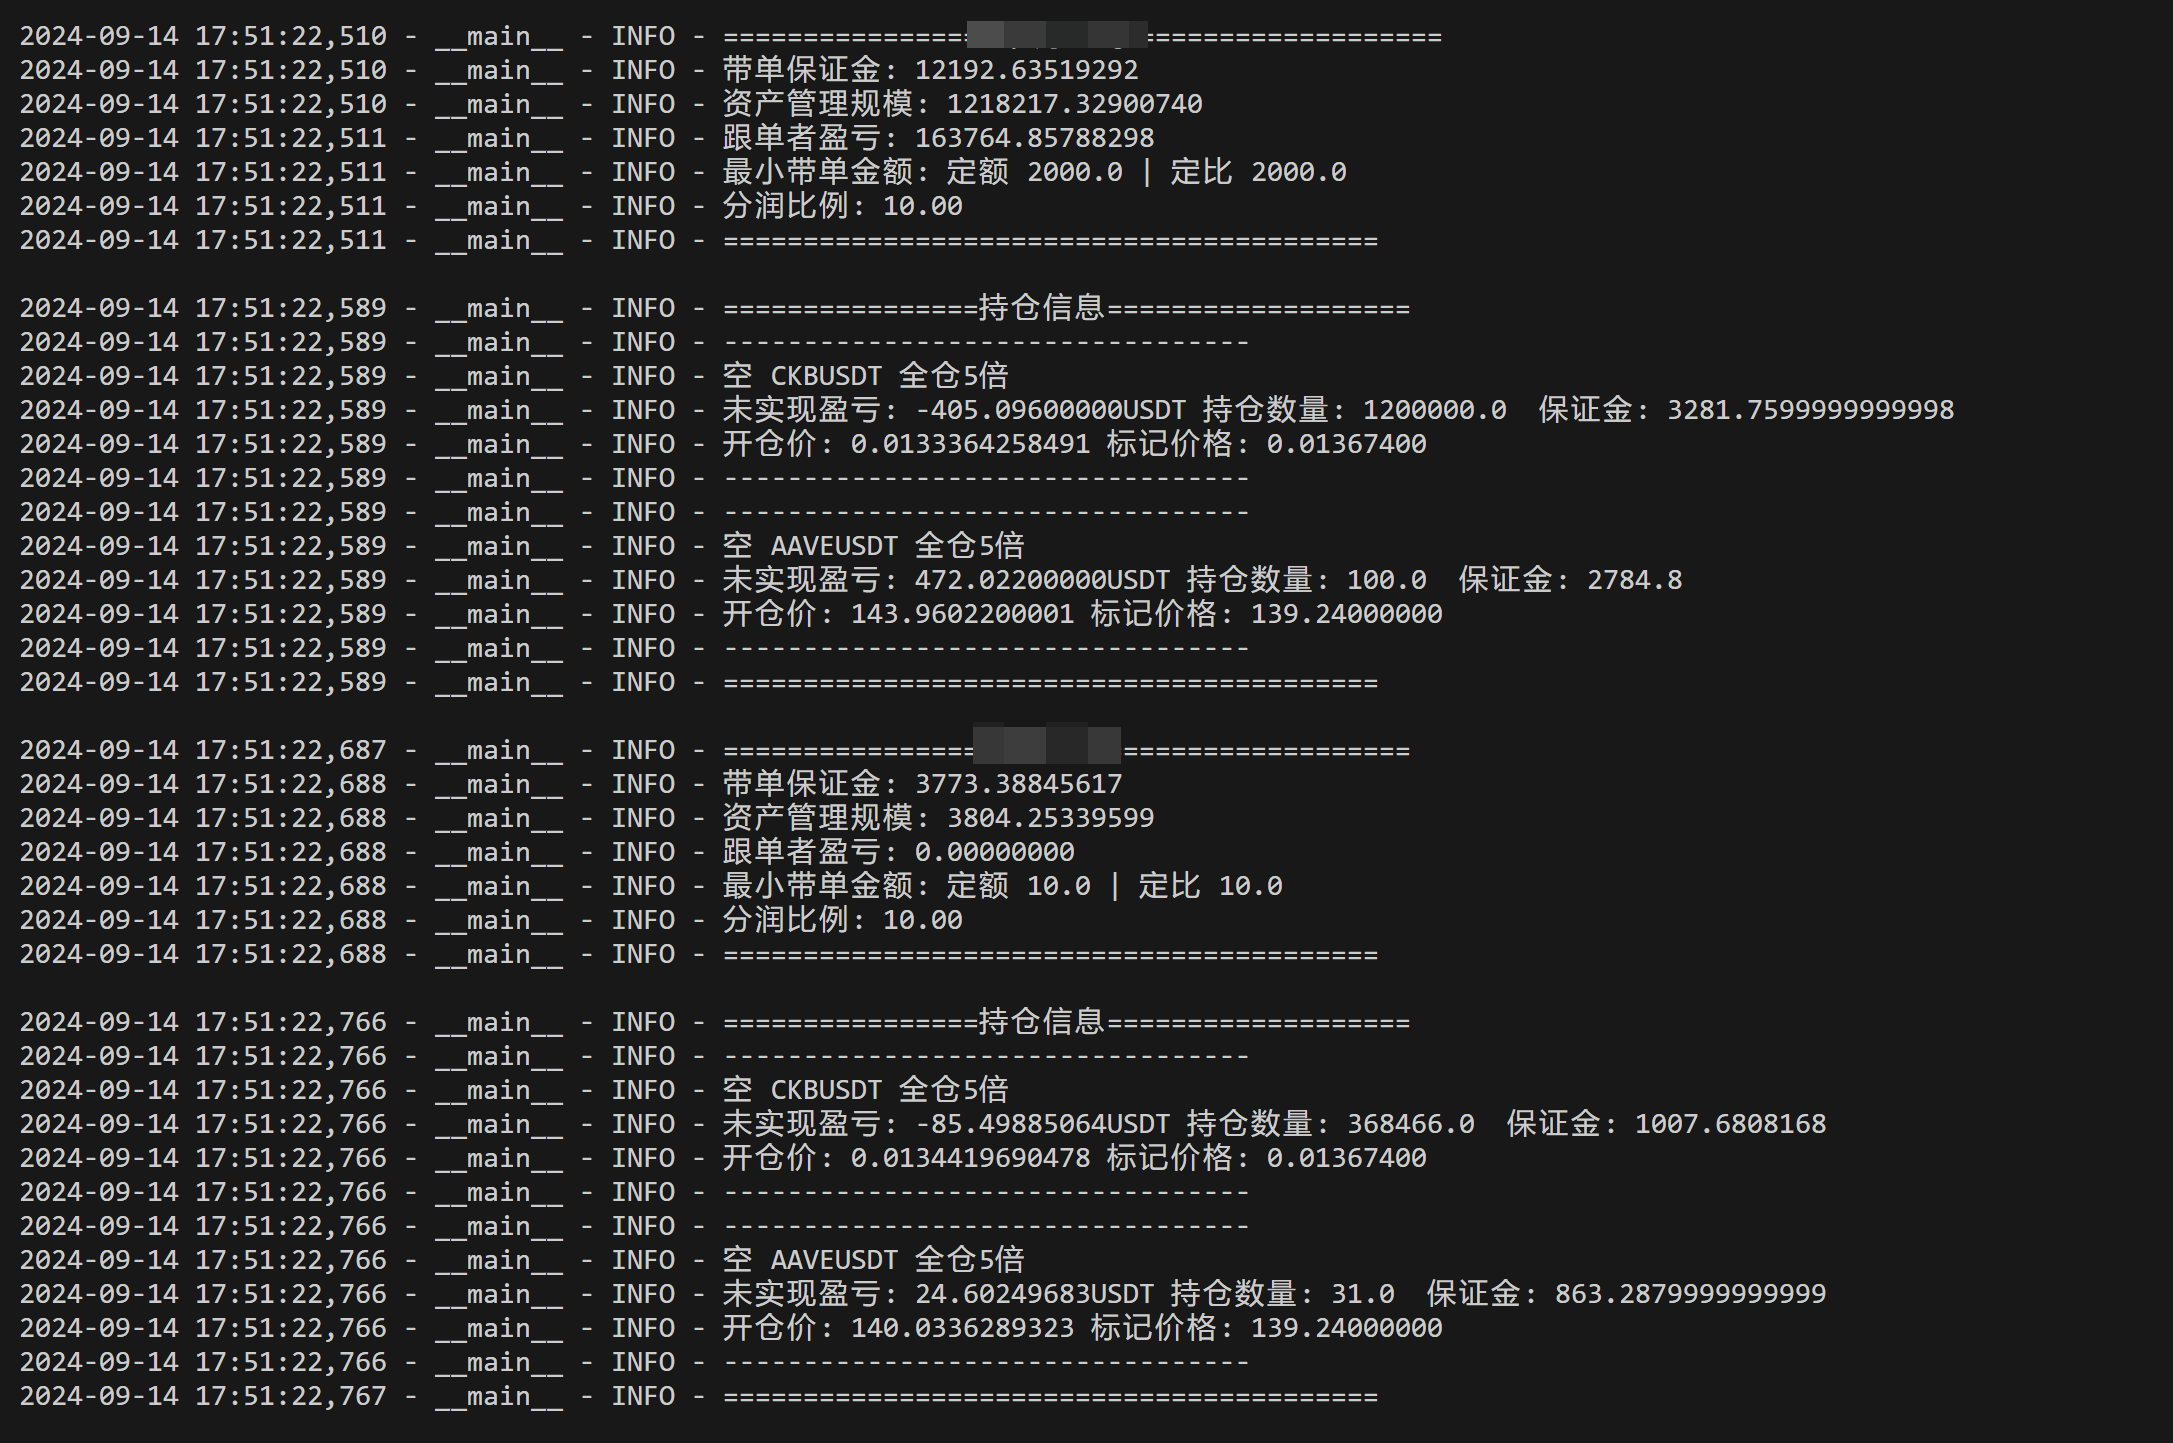 2024-09-14 17:51:22,510 - __main__ - INFO - ================ ===================
2024-09-14 17:51:22,510 - __main__ - INFO - 带单保证金: 12192.63519292
2024-09-14 17:51:22,510 - __main__ - INFO - 资产管理规模: 1218217.32900740
2024-09-14 17:51:22,511 - __main__ - INFO - 跟单者盈亏: 163764.85788298
2024-09-14 17:51:22,511 - __main__ - INFO - 最小带单金额: 定额 2000.0 | 定比 2000.0
2024-09-14 17:51:22,511 - __main__ - INFO - 分润比例: 10.00
2024-09-14 17:51:22,511 - __main__ - INFO - =========================================
2024-09-14 17:51:22,589 - __main__ - INFO - ================持仓信息===================
2024-09-14 17:51:22,589 - __main__ - INFO - ---------------------------------
2024-09-14 17:51:22,589 - __main__ - INFO - 空 CKBUSDT 全仓5倍
2024-09-14 17:51:22,589 - __main__ - INFO - 未实现盈亏: -405.09600000USDT 持仓数量: 1200000.0  保证金: 3281.7599999999998
2024-09-14 17:51:22,589 - __main__ - INFO - 开仓价: 0.0133364258491 标记价格: 0.01367400
2024-09-14 17:51:22,589 - __main__ - INFO - ---------------------------------
2024-09-14 17:51:22,589 - __main__ - INFO - ---------------------------------
2024-09-14 17:51:22,589 - __main__ - INFO - 空 AAVEUSDT 全仓5倍
2024-09-14 17:51:22,589 - __main__ - INFO - 未实现盈亏: 472.02200000USDT 持仓数量: 100.0  保证金: 2784.8
2024-09-14 17:51:22,589 - __main__ - INFO - 开仓价: 143.9602200001 标记价格: 139.24000000
2024-09-14 17:51:22,589 - __main__ - INFO - ---------------------------------
2024-09-14 17:51:22,589 - __main__ - INFO - =========================================
2024-09-14 17:51:22,687 - __main__ - INFO - ================ ==================
2024-09-14 17:51:22,688 - __main__ - INFO - 带单保证金: 3773.38845617
2024-09-14 17:51:22,688 - __main__ - INFO - 资产管理规模: 3804.25339599
2024-09-14 17:51:22,688 - __main__ - INFO - 跟单者盈亏: 0.00000000
2024-09-14 17:51:22,688 - __main__ - INFO - 最小带单金额: 定额 10.0 | 定比 10.0
2024-09-14 17:51:22,688 - __main__ - INFO - 分润比例: 10.00
2024-09-14 17:51:22,688 - __main__ - INFO - =========================================
2024-09-14 17:51:22,766 - __main__ - INFO - ================持仓信息===================
2024-09-14 17:51:22,766 - __main__ - INFO - ---------------------------------
2024-09-14 17:51:22,766 - __main__ - INFO - 空 CKBUSDT 全仓5倍
2024-09-14 17:51:22,766 - __main__ - INFO - 未实现盈亏: -85.49885064USDT 持仓数量: 368466.0  保证金: 1007.6808168
2024-09-14 17:51:22,766 - __main__ - INFO - 开仓价: 0.0134419690478 标记价格: 0.01367400
2024-09-14 17:51:22,766 - __main__ - INFO - ---------------------------------
2024-09-14 17:51:22,766 - __main__ - INFO - ---------------------------------
2024-09-14 17:51:22,766 - __main__ - INFO - 空 AAVEUSDT 全仓5倍
2024-09-14 17:51:22,766 - __main__ - INFO - 未实现盈亏: 24.60249683USDT 持仓数量: 31.0  保证金: 863.2879999999999
2024-09-14 17:51:22,766 - __main__ - INFO - 开仓价: 140.0336289323 标记价格: 139.24000000
2024-09-14 17:51:22,766 - __main__ - INFO - ---------------------------------
2024-09-14 17:51:22,767 - __main__ - INFO - =========================================